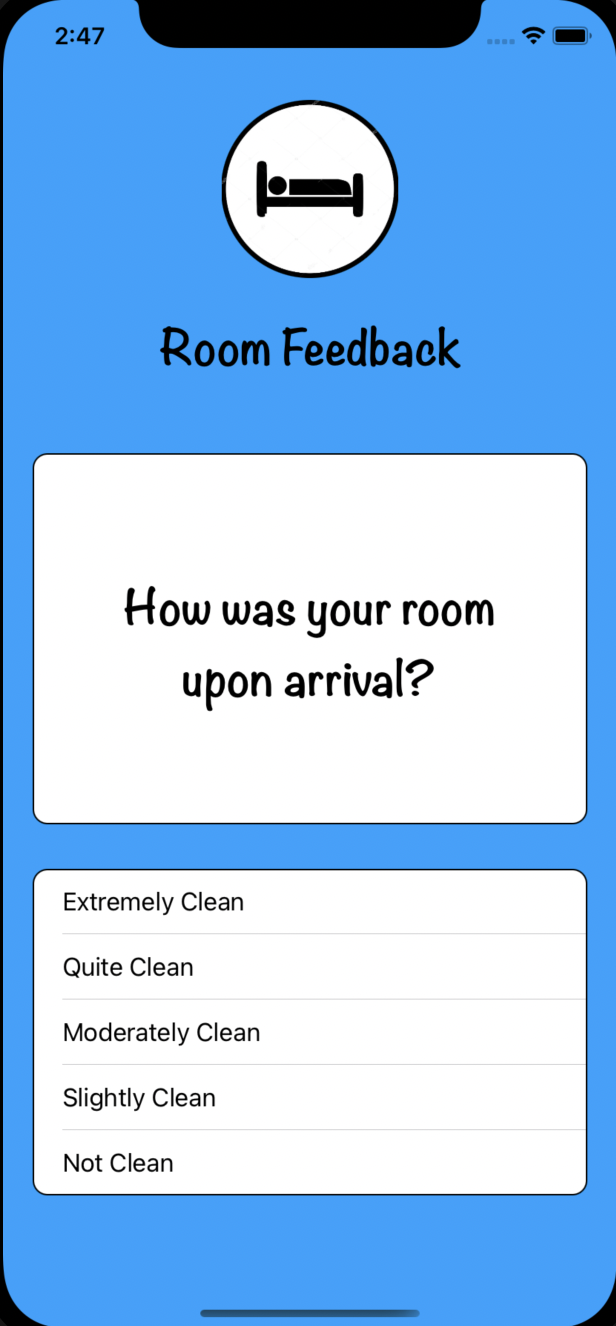 2:47
Room Feedback
How was your room
upon arrival?
Extremely Clean
Quite Clean
Moderately Clean
Slightly Clean
Not Clean